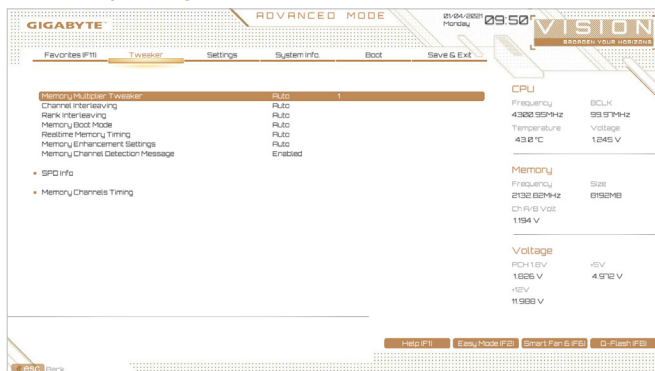 GIGABYTE™
ADVANCED MODE
01/04/2021
Monday
09:50
VISION
BROADEN YOUR HORIZONS
Favorites (F11)
Tweaker
Settings
System Info.
Boot
Save & Exit
Memory Multiplier Tweaker Auto 1
Channel Interleaving Auto
Rank Interleaving Auto
Memory Boot Mode Auto
Realtime Memory Timing Auto
Memory Enhancement Settings Auto
Memory Channel Detection Message Enabled
SPD Info
Memory Channels Timing
CPU
Frequency BCLK
4300.95MHz 99.97MHz
Temperature Voltage
43.0 °C 1.245 V
Memory
Frequency Size
2132.82MHz 8192MB
Ch A/B Volt
1.194 V
Voltage
PCH 1.8V +5V
1.826 V 4.972 V
+12V
11.988 V
Help (F1)
Easy Mode (F2)
Smart Fan 6 (F6)
Q-Flash (F8)
esc Back